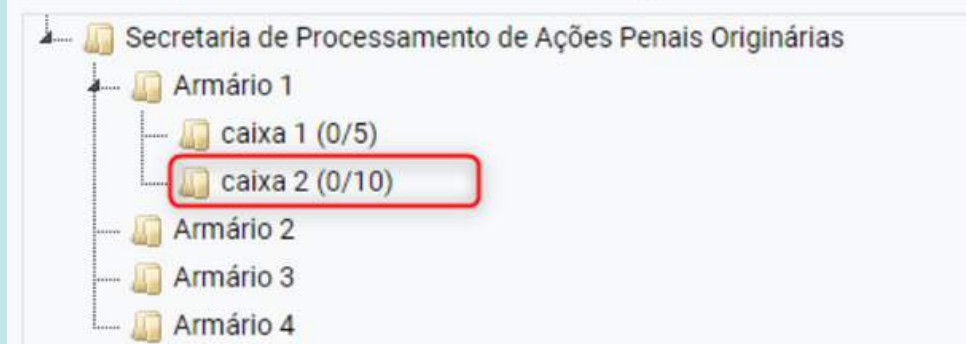 Secretaria de Processamento de Ações Penais Originárias
Armário 1
caixa 1 (0/5)
caixa 2 (0/10)
Armário 2
Armário 3
Armário 4